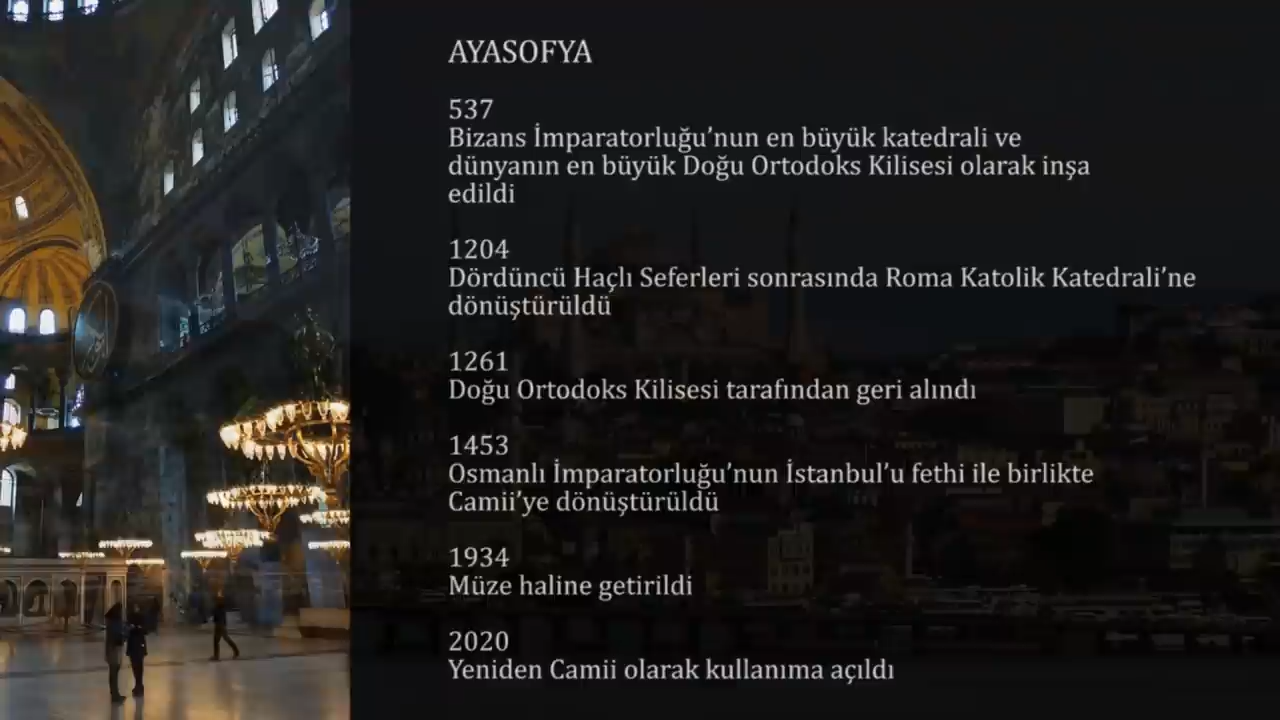 AYASOFYA
537
Bizans İmparatorluğu’nun en büyük katedrali ve
dünyanın en büyük Doğu Ortodoks Kilisesi olarak inşa
edildi
1204
Dördüncü Haçlı Seferleri sonrasında Roma Katolik Katedrali’ne
dönüştürüldü
1261
Doğu Ortodoks Kilisesi tarafından geri alındı
1453
Osmanlı İmparatorluğu’nun İstanbul’u fethi ile birlikte
Camii’ye dönüştürüldü
1934
Müze haline getirildi
2020
Yeniden Camii olarak kullanıma açıldı